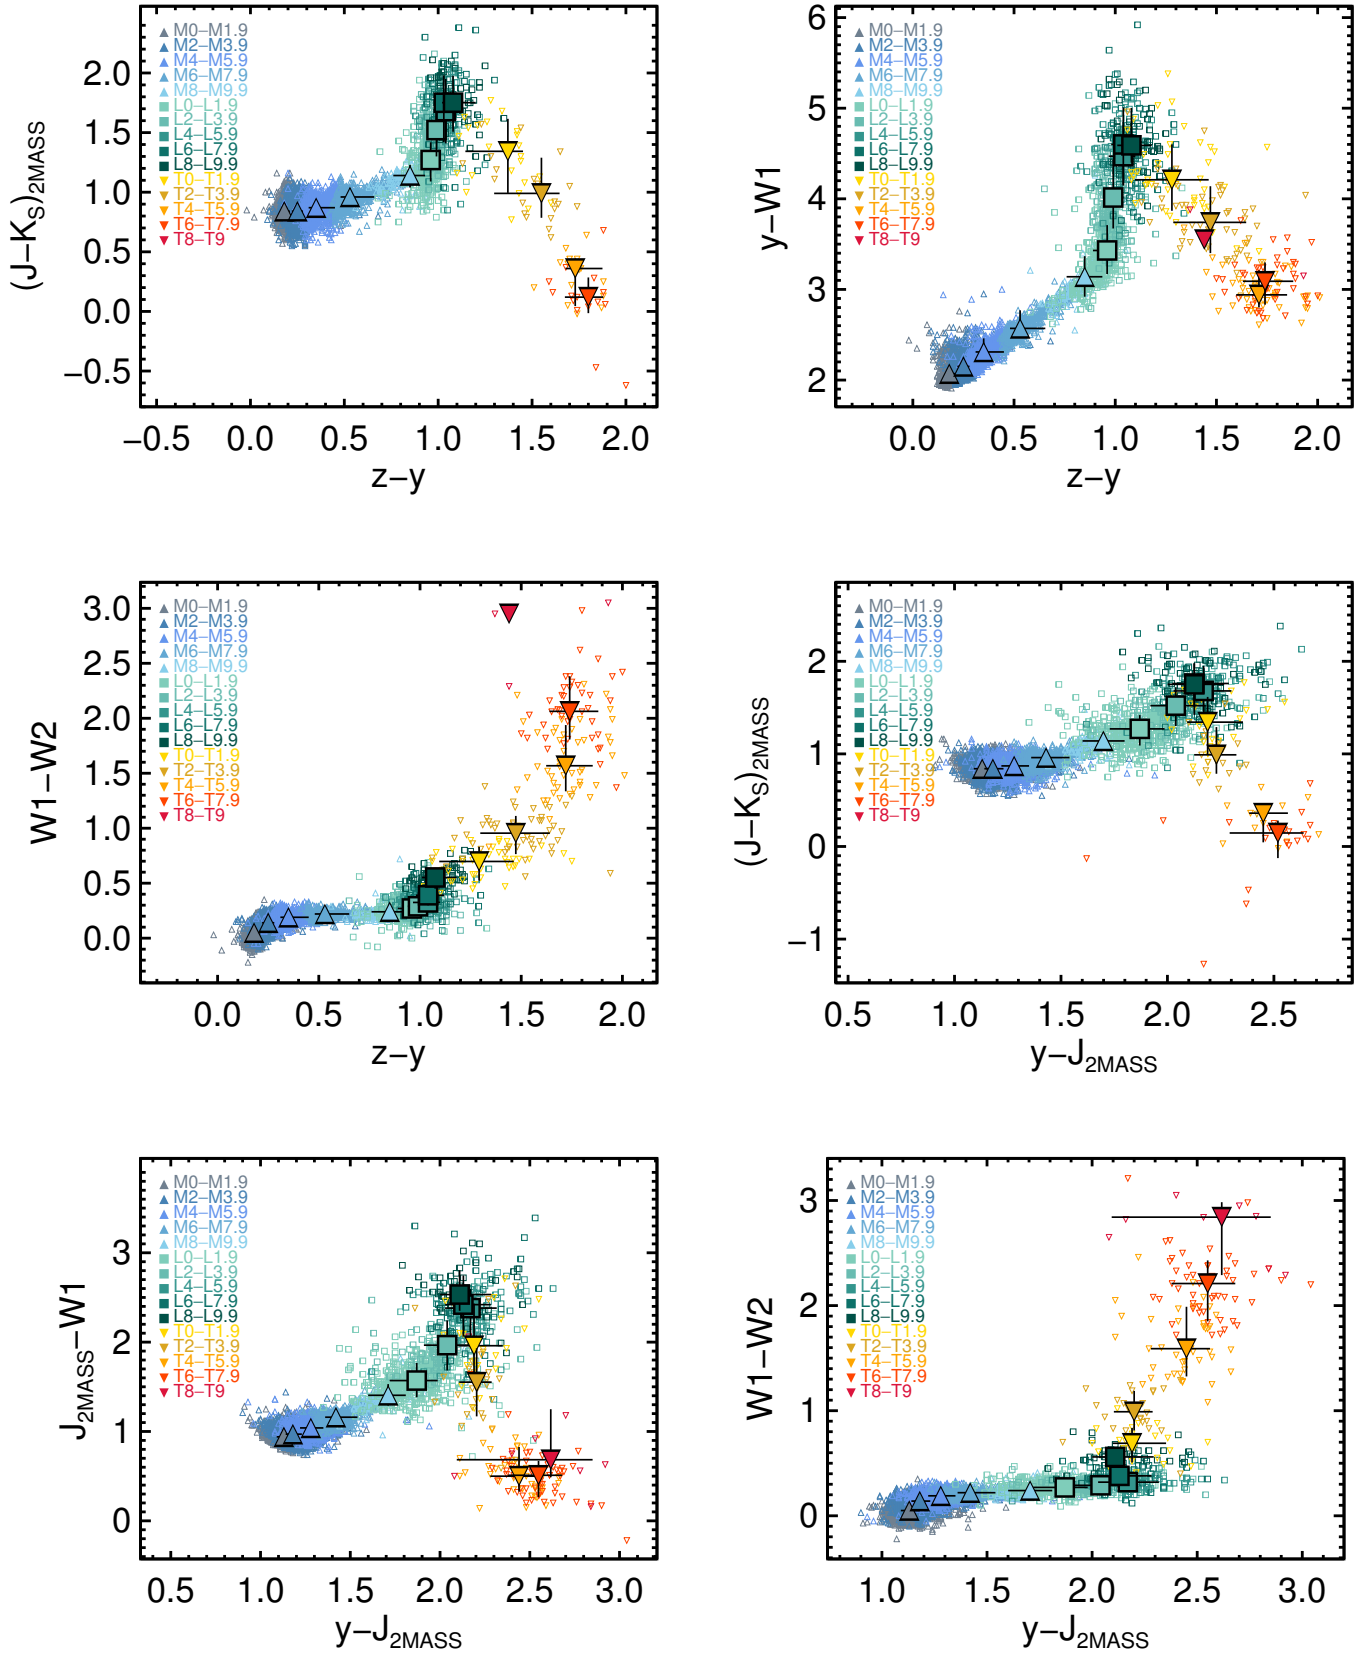 M0−M1.9
M2−M3.9
M4−M5.9
M6−M7.9
M8−M9.9
L0−L1.9
L2−L3.9
L4−L5.9
L6−L7.9
L8−L9.9
T0−T1.9
T2−T3.9
T4−T5.9
T6−T7.9
T8−T9
2.0
1.5
1.0
0.5
0.0
−0.5
(J−KS)2MASS
−0.5 0.0 0.5 1.0 1.5 2.0
z−y
M0−M1.9
M2−M3.9
M4−M5.9
M6−M7.9
M8−M9.9
L0−L1.9
L2−L3.9
L4−L5.9
L6−L7.9
L8−L9.9
T0−T1.9
T2−T3.9
T4−T5.9
T6−T7.9
T8−T9
6
5
4
3
2
y−W1
0.0 0.5 1.0 1.5 2.0
z−y
M0−M1.9
M2−M3.9
M4−M5.9
M6−M7.9
M8−M9.9
L0−L1.9
L2−L3.9
L4−L5.9
L6−L7.9
L8−L9.9
T0−T1.9
T2−T3.9
T4−T5.9
T6−T7.9
T8−T9
3.0
2.5
2.0
1.5
1.0
0.5
0.0
W1−W2
0.0 0.5 1.0 1.5 2.0
z−y
M0−M1.9
M2−M3.9
M4−M5.9
M6−M7.9
M8−M9.9
L0−L1.9
L2−L3.9
L4−L5.9
L6−L7.9
L8−L9.9
T0−T1.9
T2−T3.9
T4−T5.9
T6−T7.9
T8−T9
2
1
0
−1
(J−KS)2MASS
0.5 1.0 1.5 2.0 2.5
y−J2MASS
M0−M1.9
M2−M3.9
M4−M5.9
M6−M7.9
M8−M9.9
L0−L1.9
L2−L3.9
L4−L5.9
L6−L7.9
L8−L9.9
T0−T1.9
T2−T3.9
T4−T5.9
T6−T7.9
T8−T9
3
2
1
0
J2MASS−W1
0.5 1.0 1.5 2.0 2.5 3.0
y−J2MASS
M0−M1.9
M2−M3.9
M4−M5.9
M6−M7.9
M8−M9.9
L0−L1.9
L2−L3.9
L4−L5.9
L6−L7.9
L8−L9.9
T0−T1.9
T2−T3.9
T4−T5.9
T6−T7.9
T8−T9
3
2
1
0
W1−W2
1.0 1.5 2.0 2.5 3.0
y−J2MASS